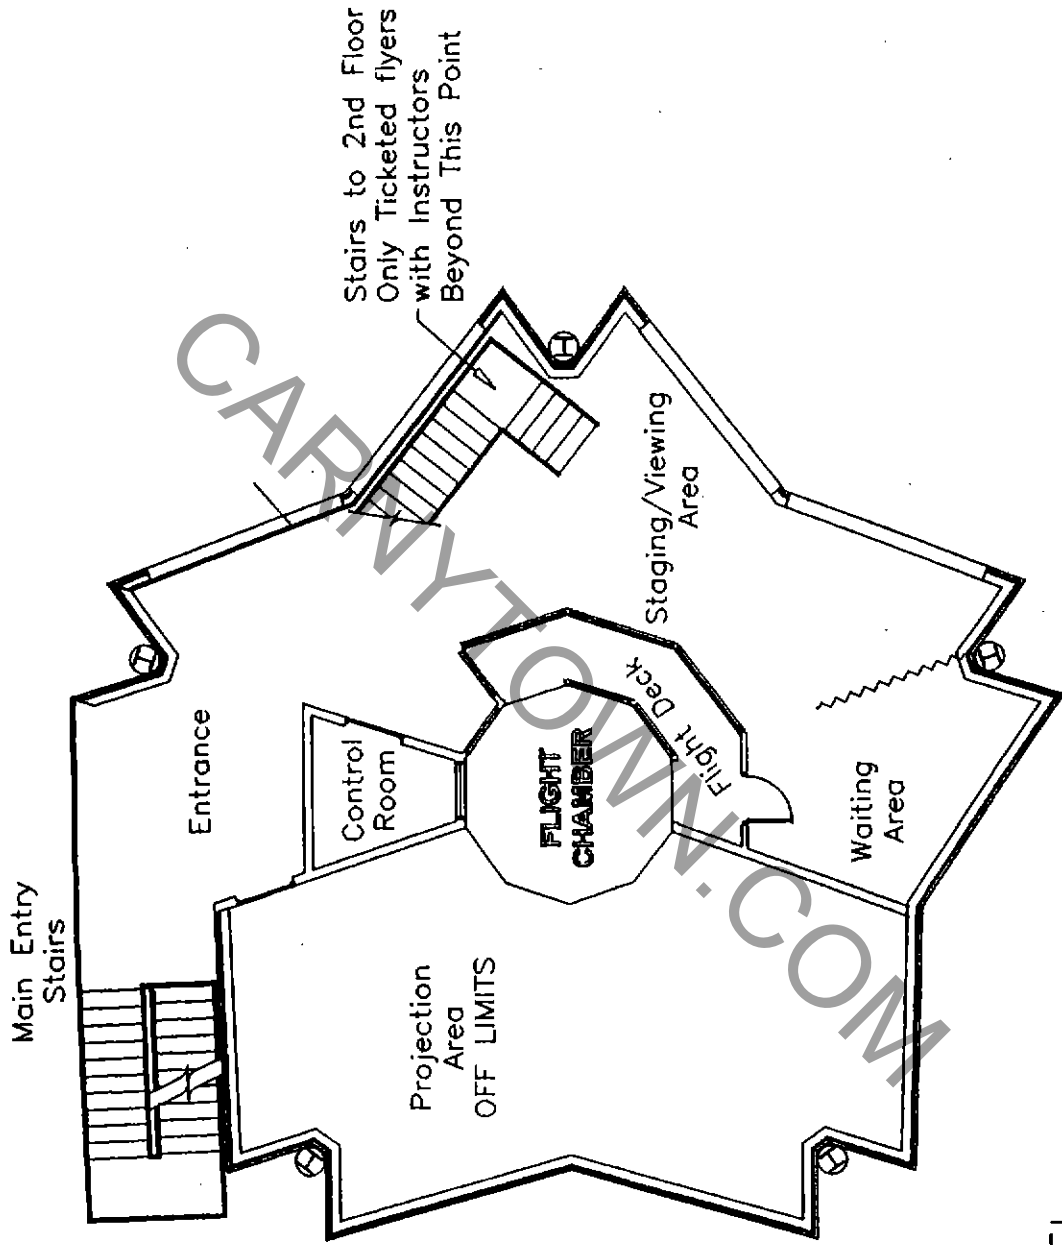 Main Entry
Stairs
Entrance
Stairs to 2nd Floor
Only Ticketed flyers
with Instructors
Beyond This Point
Control
Room
Projection
Area
OFF LIMITS
FLIGHT
CHAMBER
Flight Deck
Staging/Viewing
Area
Waiting
Area
H
H
H
H
H
CARNYTOWN.COM